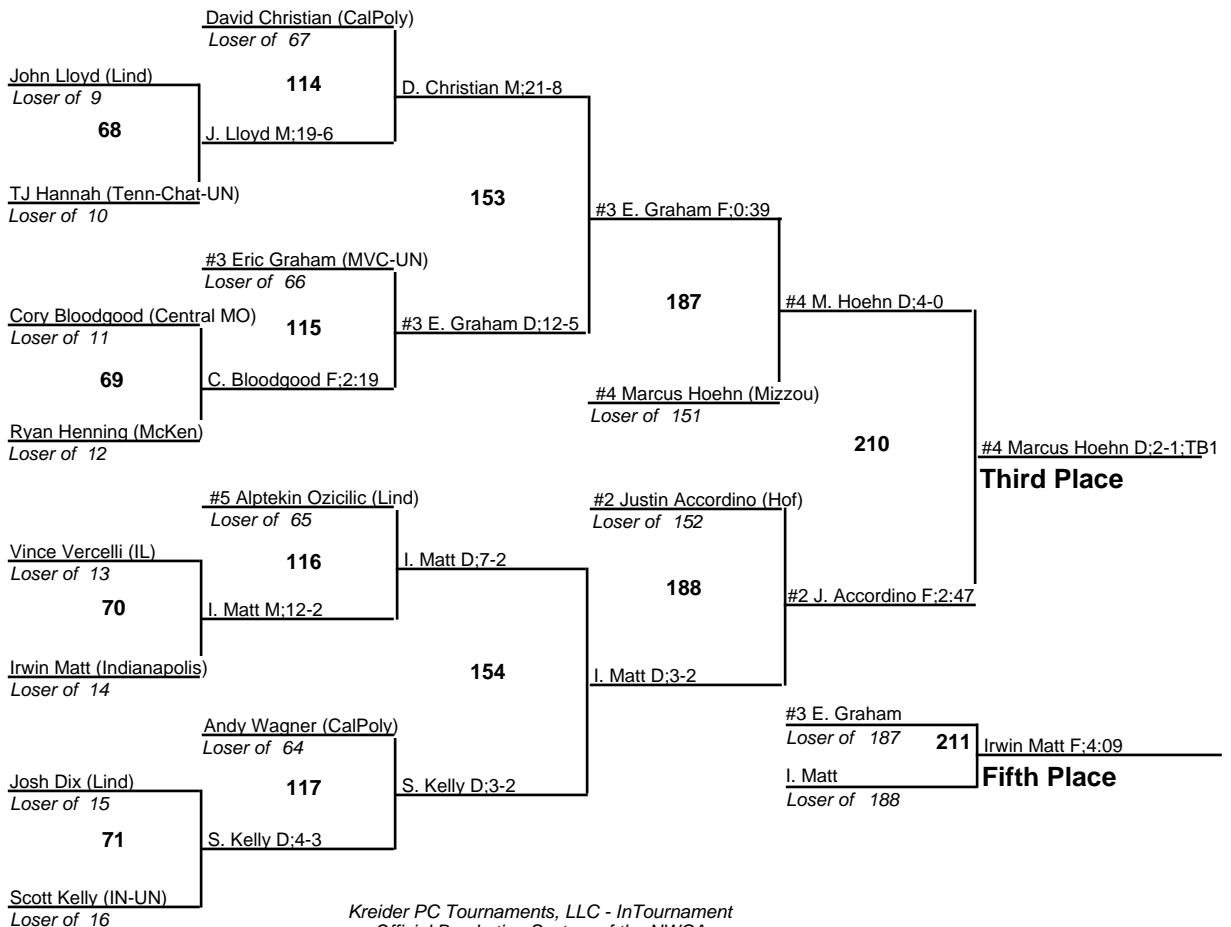 David Christian (CalPoly)
Loser of 67
John Lloyd (Lind)
Loser of 9
114
D. Christian M;21-8
68
J. Lloyd M;19-6
TJ Hannah (Tenn-Chat-UN)
Loser of 10
153
#3 E. Graham F;0:39
#3 Eric Graham (MVC-UN)
Loser of 66
187
#4 M. Hoehn D;4-0
Cory Bloodgood (Central MO)
Loser of 11
115
#3 E. Graham D;12-5
69
C. Bloodgood F;2:19
#4 Marcus Hoehn (Mizzou)
Loser of 151
Ryan Henning (McKen)
Loser of 12
210
#4 Marcus Hoehn D;2-1;TB1
Third Place
#5 Alptekin Ozicilic (Lind)
Loser of 65
#2 Justin Accordino (Hof)
Loser of 152
Vince Vercelli (IL)
Loser of 13
116
I. Matt D;7-2
188
70
I. Matt M;12-2
#2 J. Accordino F;2:47
Irwin Matt (Indianapolis)
Loser of 14
154
I. Matt D;3-2
Andy Wagner (CalPoly)
Loser of 64
#3 E. Graham
Loser of 187
211
Irwin Matt F;4:09
Fifth Place
Josh Dix (Lind)
Loser of 15
117
S. Kelly D;3-2
I. Matt
Loser of 188
71
S. Kelly D;4-3
Scott Kelly (IN-UN)
Loser of 16
Kreider PC Tournaments, LLC - InTournament